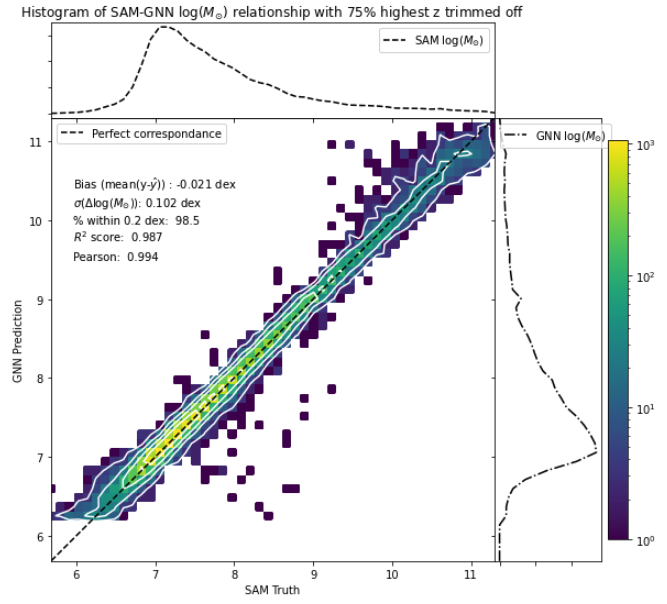 Histogram of SAM-GNN log(M⊙) relationship with 75% highest z trimmed off
SAM log(M⊙)
Perfect correspondance
GNN log(M⊙)
Bias (mean(y-ŷ)) : -0.021 dex
σ(Δlog(M⊙)): 0.102 dex
% within 0.2 dex: 98.5
R² score: 0.987
Pearson: 0.994
11
10
9
8
7
6
GNN Prediction
6 7 8 9 10 11
SAM Truth
10³
10²
10¹
10⁰